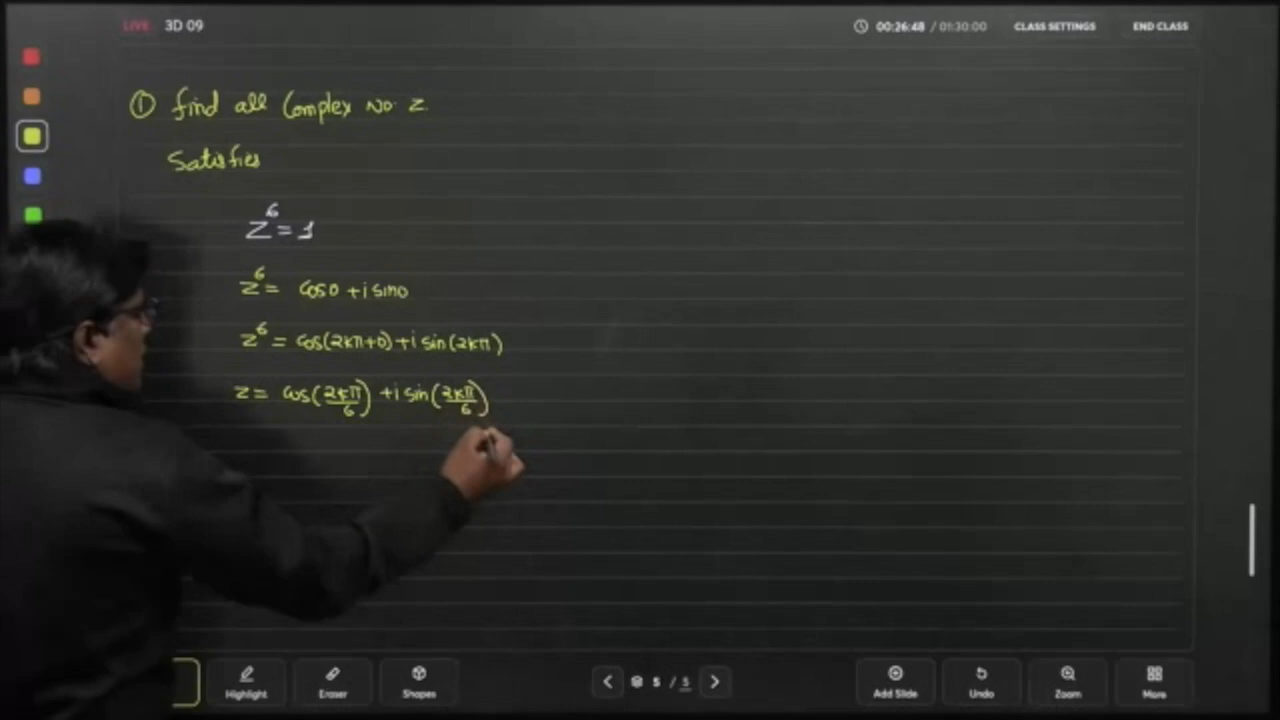 LIVE 3D 09 00:26:48 / 01:30:00 CLASS SETTINGS END CLASS
① find all Complex No. z.
Satisfies
z⁶ = 1
z⁶ = cos0 + i sin0
z⁶ = cos(2kπ+0) + i sin(2kπ)
z = cos(2kπ/6) + i sin(2kπ/6)
Highlight Eraser Shapes 5 / 5 Add Slide Undo Zoom More